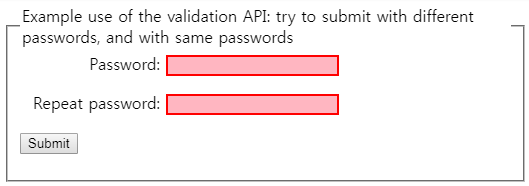 Example use of the validation API: try to submit with different
passwords, and with same passwords
Password:
Repeat password:
Submit